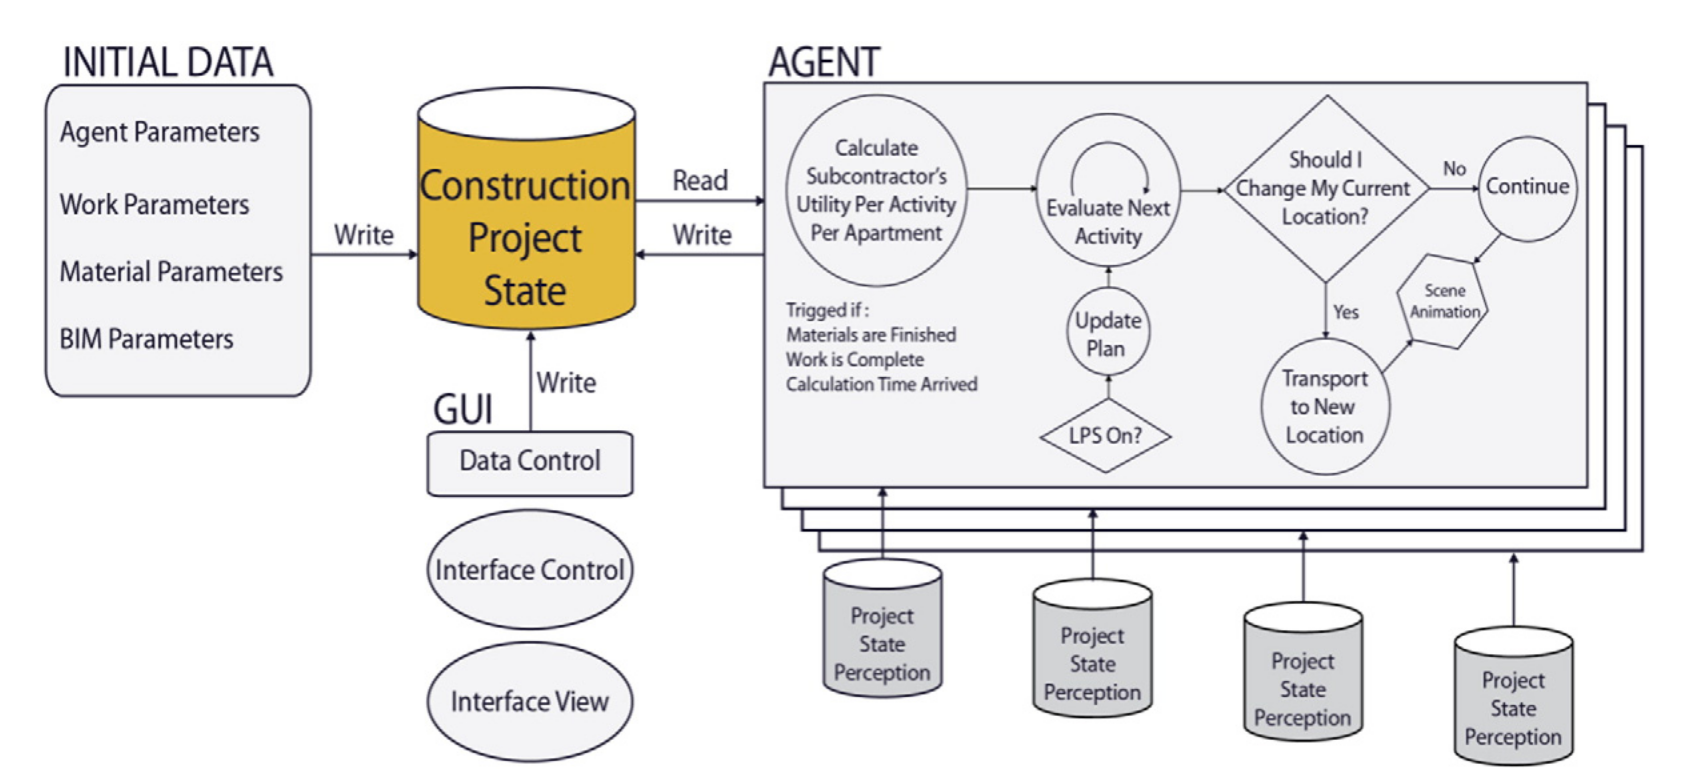 INITIAL DATA
Agent Parameters
Work Parameters
Material Parameters
BIM Parameters
Write
Construction
Project
State
Read
Write
Write
GUI
Data Control
Interface Control
Interface View
AGENT
Calculate
Subcontractor's
Utility Per Activity
Per Apartment
Trigged if :
Materials are Finished
Work is Complete
Calculation Time Arrived
Evaluate Next
Activity
Update
Plan
LPS On?
Should I
Change My Current
Location?
No
Continue
Yes
Scene
Animation
Transport
to New
Location
Project
State
Perception
Project
State
Perception
Project
State
Perception
Project
State
Perception